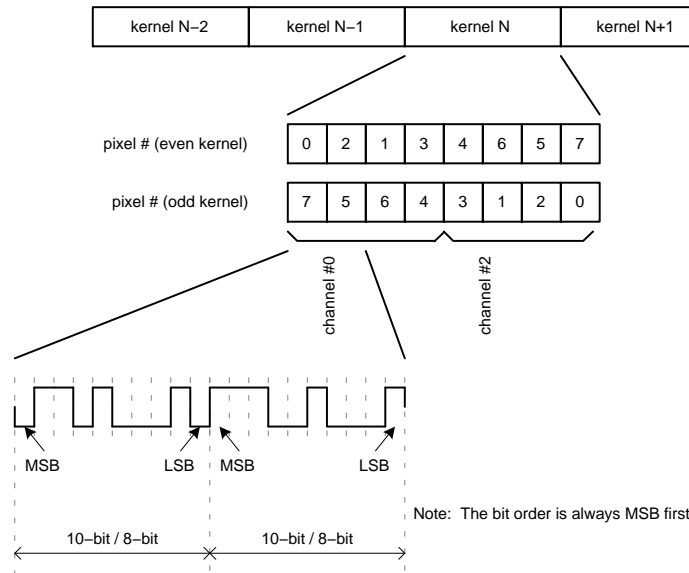 kernel N−2 kernel N−1 kernel N kernel N+1
pixel # (even kernel) 0 2 1 3 4 6 5 7
pixel # (odd kernel) 7 5 6 4 3 1 2 0
channel #0 channel #2
MSB LSB MSB LSB
Note: The bit order is always MSB first
10−bit / 8−bit 10−bit / 8−bit